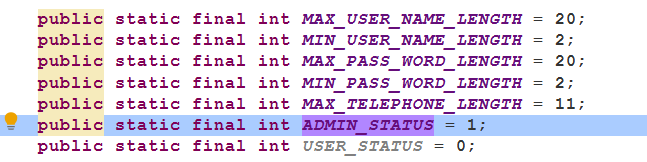 public static final int MAX_USER_NAME_LENGTH = 20;
public static final int MIN_USER_NAME_LENGTH = 2;
public static final int MAX_PASS_WORD_LENGTH = 20;
public static final int MIN_PASS_WORD_LENGTH = 2;
public static final int MAX_TELEPHONE_LENGTH = 11;
public static final int ADMIN_STATUS = 1;
public static final int USER_STATUS = 0;